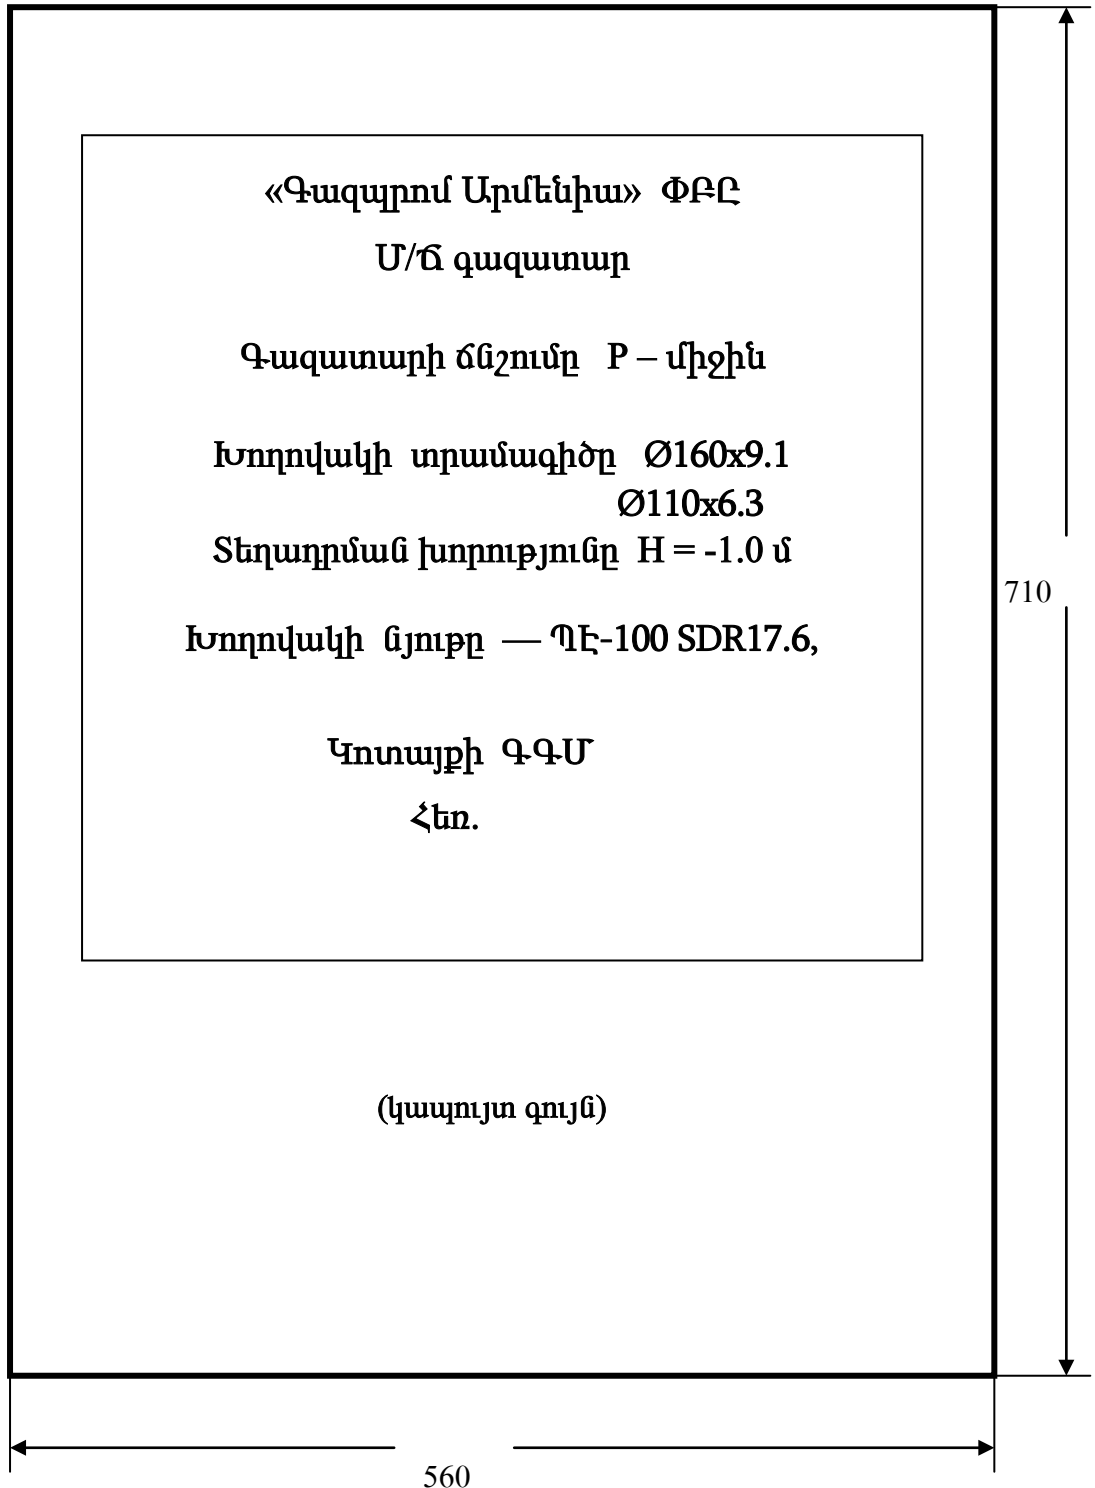 «Գազպրոմ Արմենիա» ՓԲԸ
Մ/Ճ գազատար
Գազատարի ճնշումը P – միջին
Խողովակի տրամագիծը Ø160x9.1
Ø110x6.3
Տեղադրման խորությունը H = -1.0 մ
710
Խողովակի նյութը — ՊԷ-100 SDR17.6,
Կոտայքի ԳԳՄ
Հեռ.
(կապույտ գույն)
560